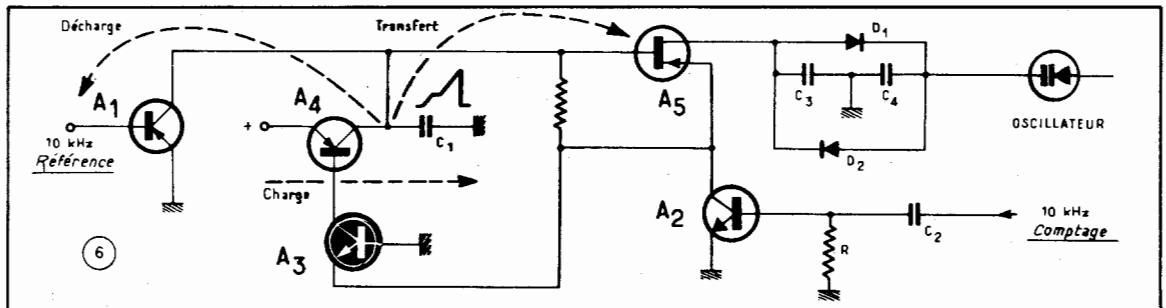 Décharge
Transfert
D1
A1
A4
C3
C4
A5
+
C1
OSCILLATEUR
10 kHz
Référence
D2
Charge
A2
10 kHz
Comptage
C2
R
A3
6